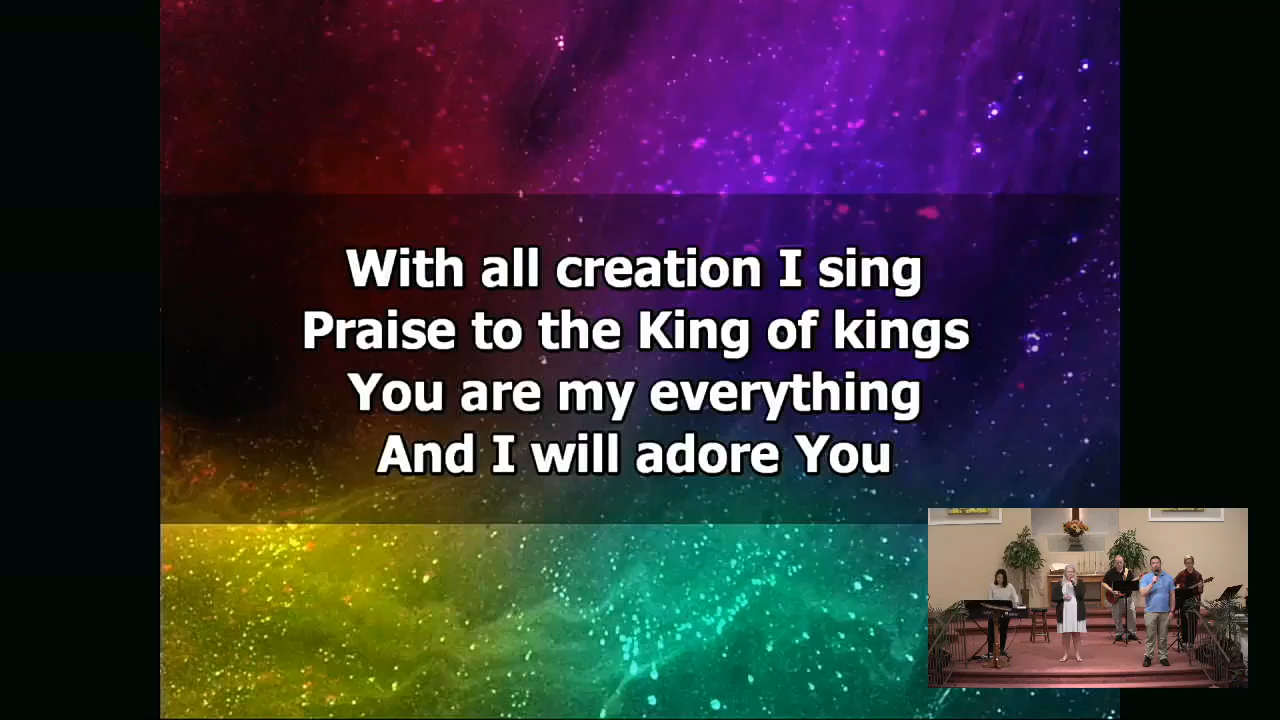 With all creation I sing
Praise to the King of kings
You are my everything
And I will adore You